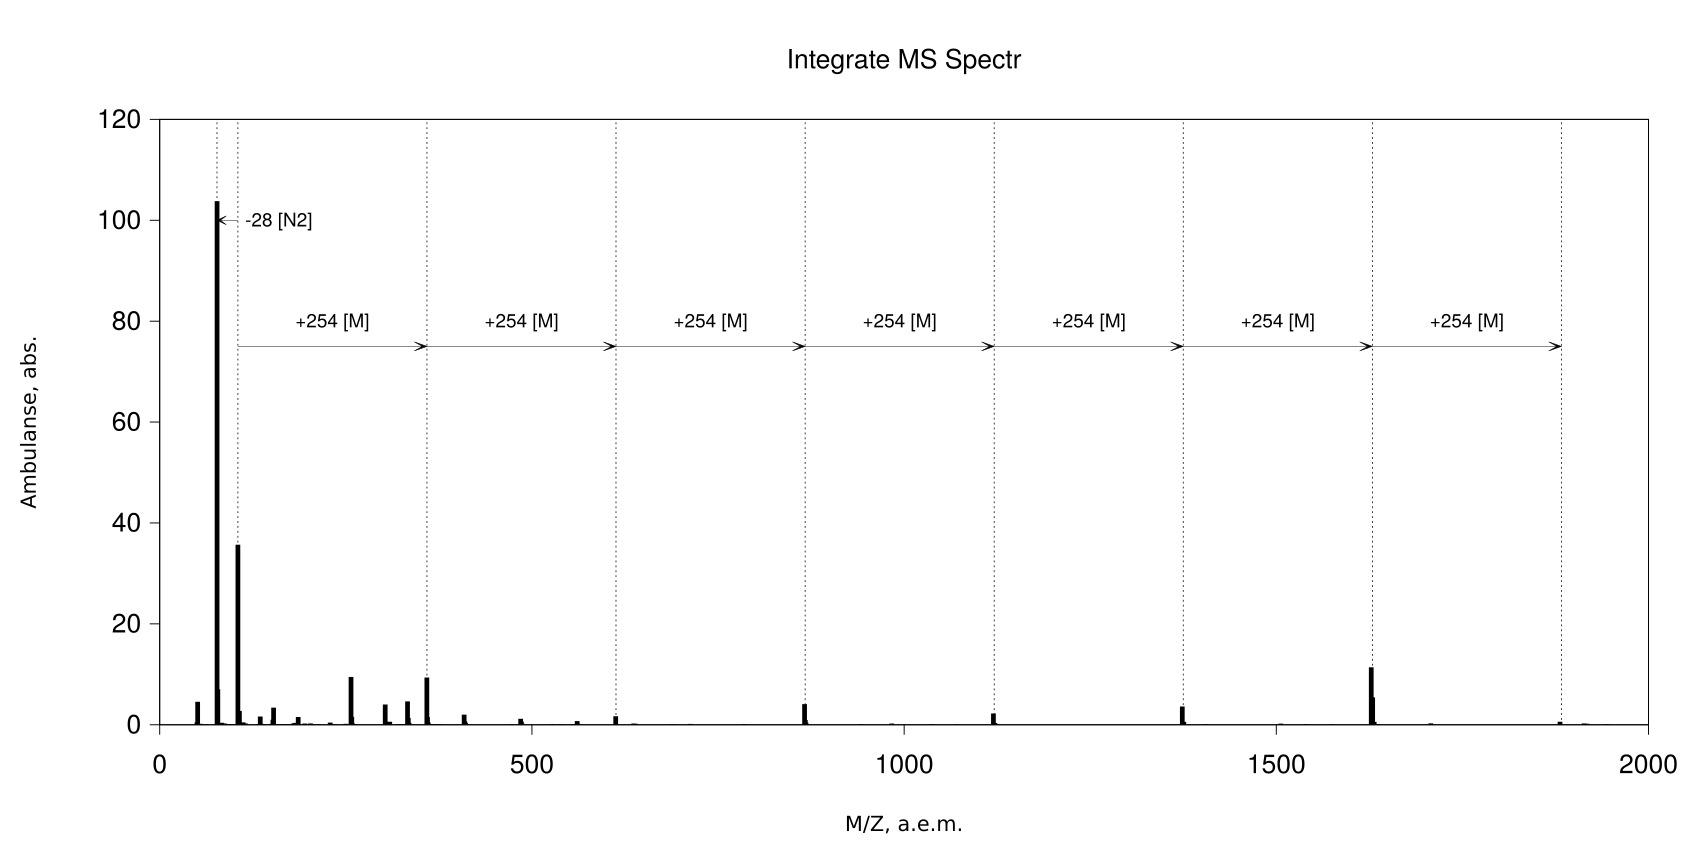 Integrate MS Spectr
120
100
-28 [N2]
80
+254 [M] +254 [M] +254 [M] +254 [M] +254 [M] +254 [M] +254 [M]
60
40
20
0
Ambulanse, abs.
0 500 1000 1500 2000
M/Z, a.e.m.